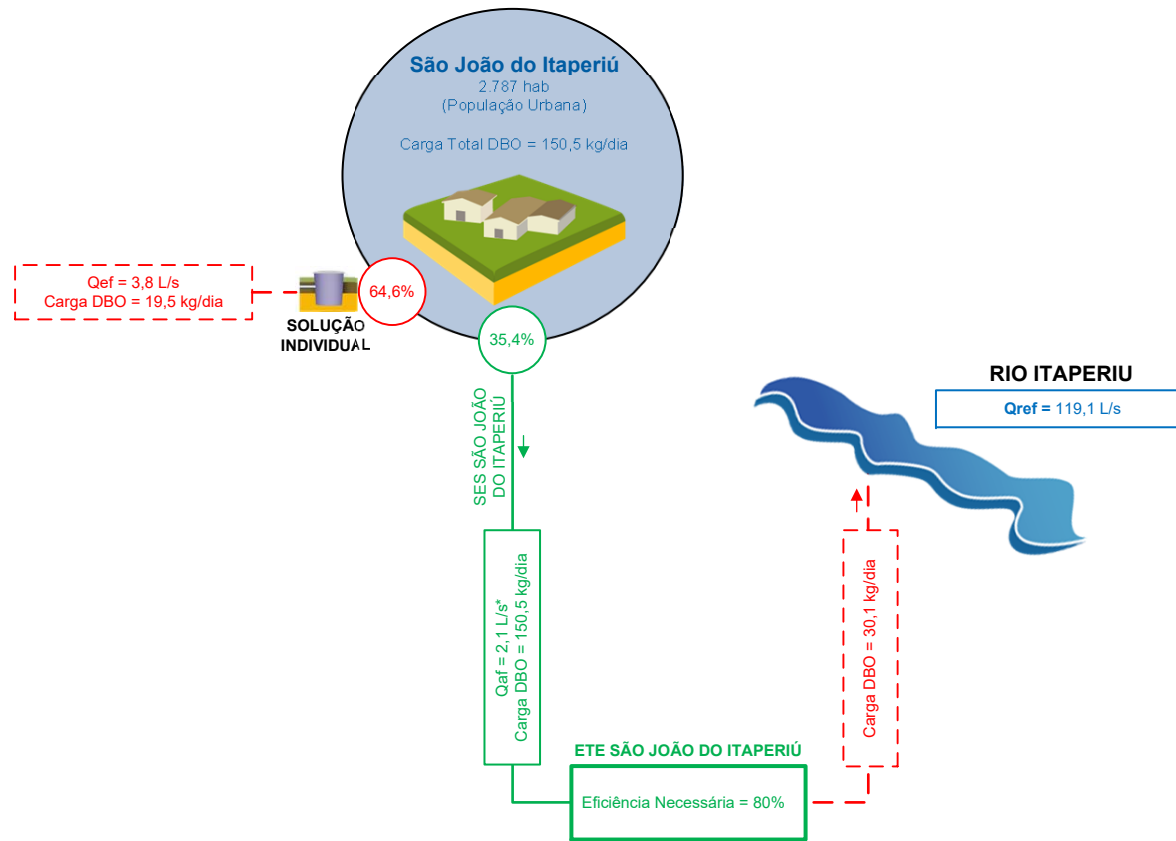 São João do Itaperiú
2.787 hab
(População Urbana)
Carga Total DBO = 150,5 kg/dia
Qef = 3,8 L/s
Carga DBO = 19,5 kg/dia
64,6%
SOLUÇÃO
INDIVIDUAL
35,4%
SES SÃO JOÃO
DO ITAPERIÚ
RIO ITAPERIU
Qref = 119,1 L/s
Qaf = 2,1 L/s*
Carga DBO = 150,5 kg/dia
Carga DBO = 30,1 kg/dia
ETE SÃO JOÃO DO ITAPERIÚ
Eficiência Necessária = 80%